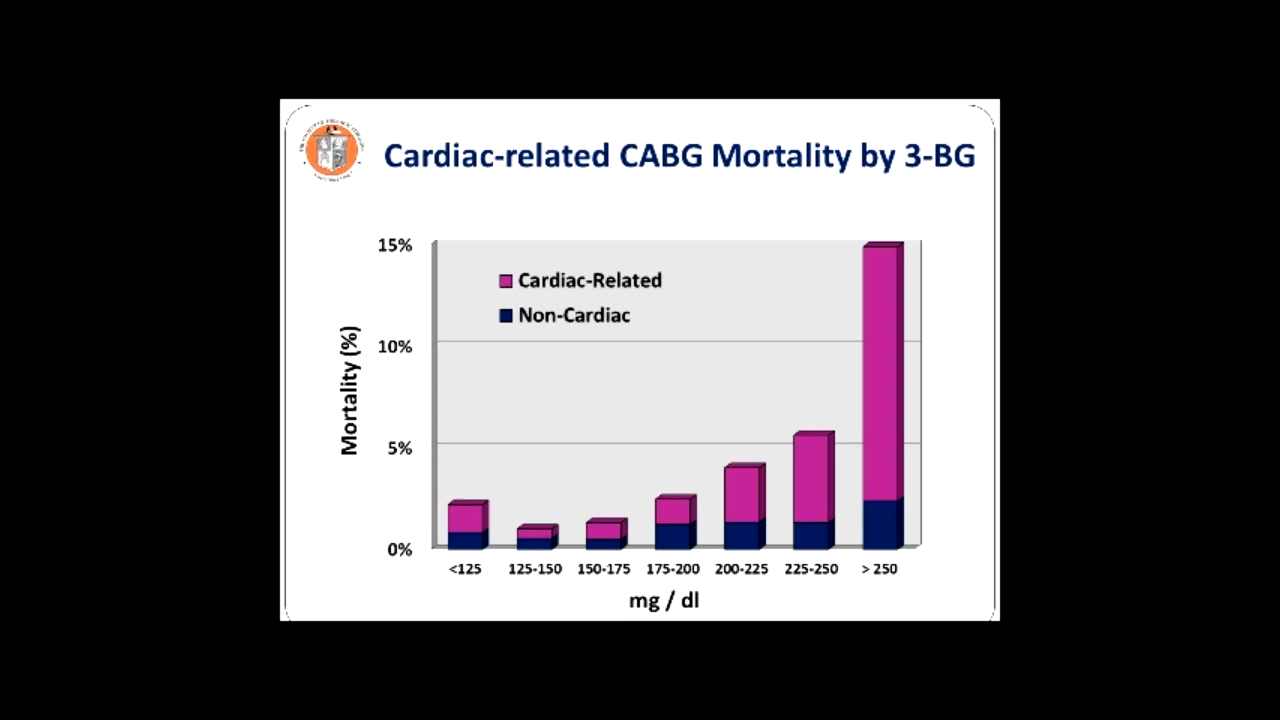 Cardiac-related CABG Mortality by 3-BG
15%
10%
5%
0%
Mortality (%)
Cardiac-Related
Non-Cardiac
<125 125-150 150-175 175-200 200-225 225-250 > 250
mg / dl